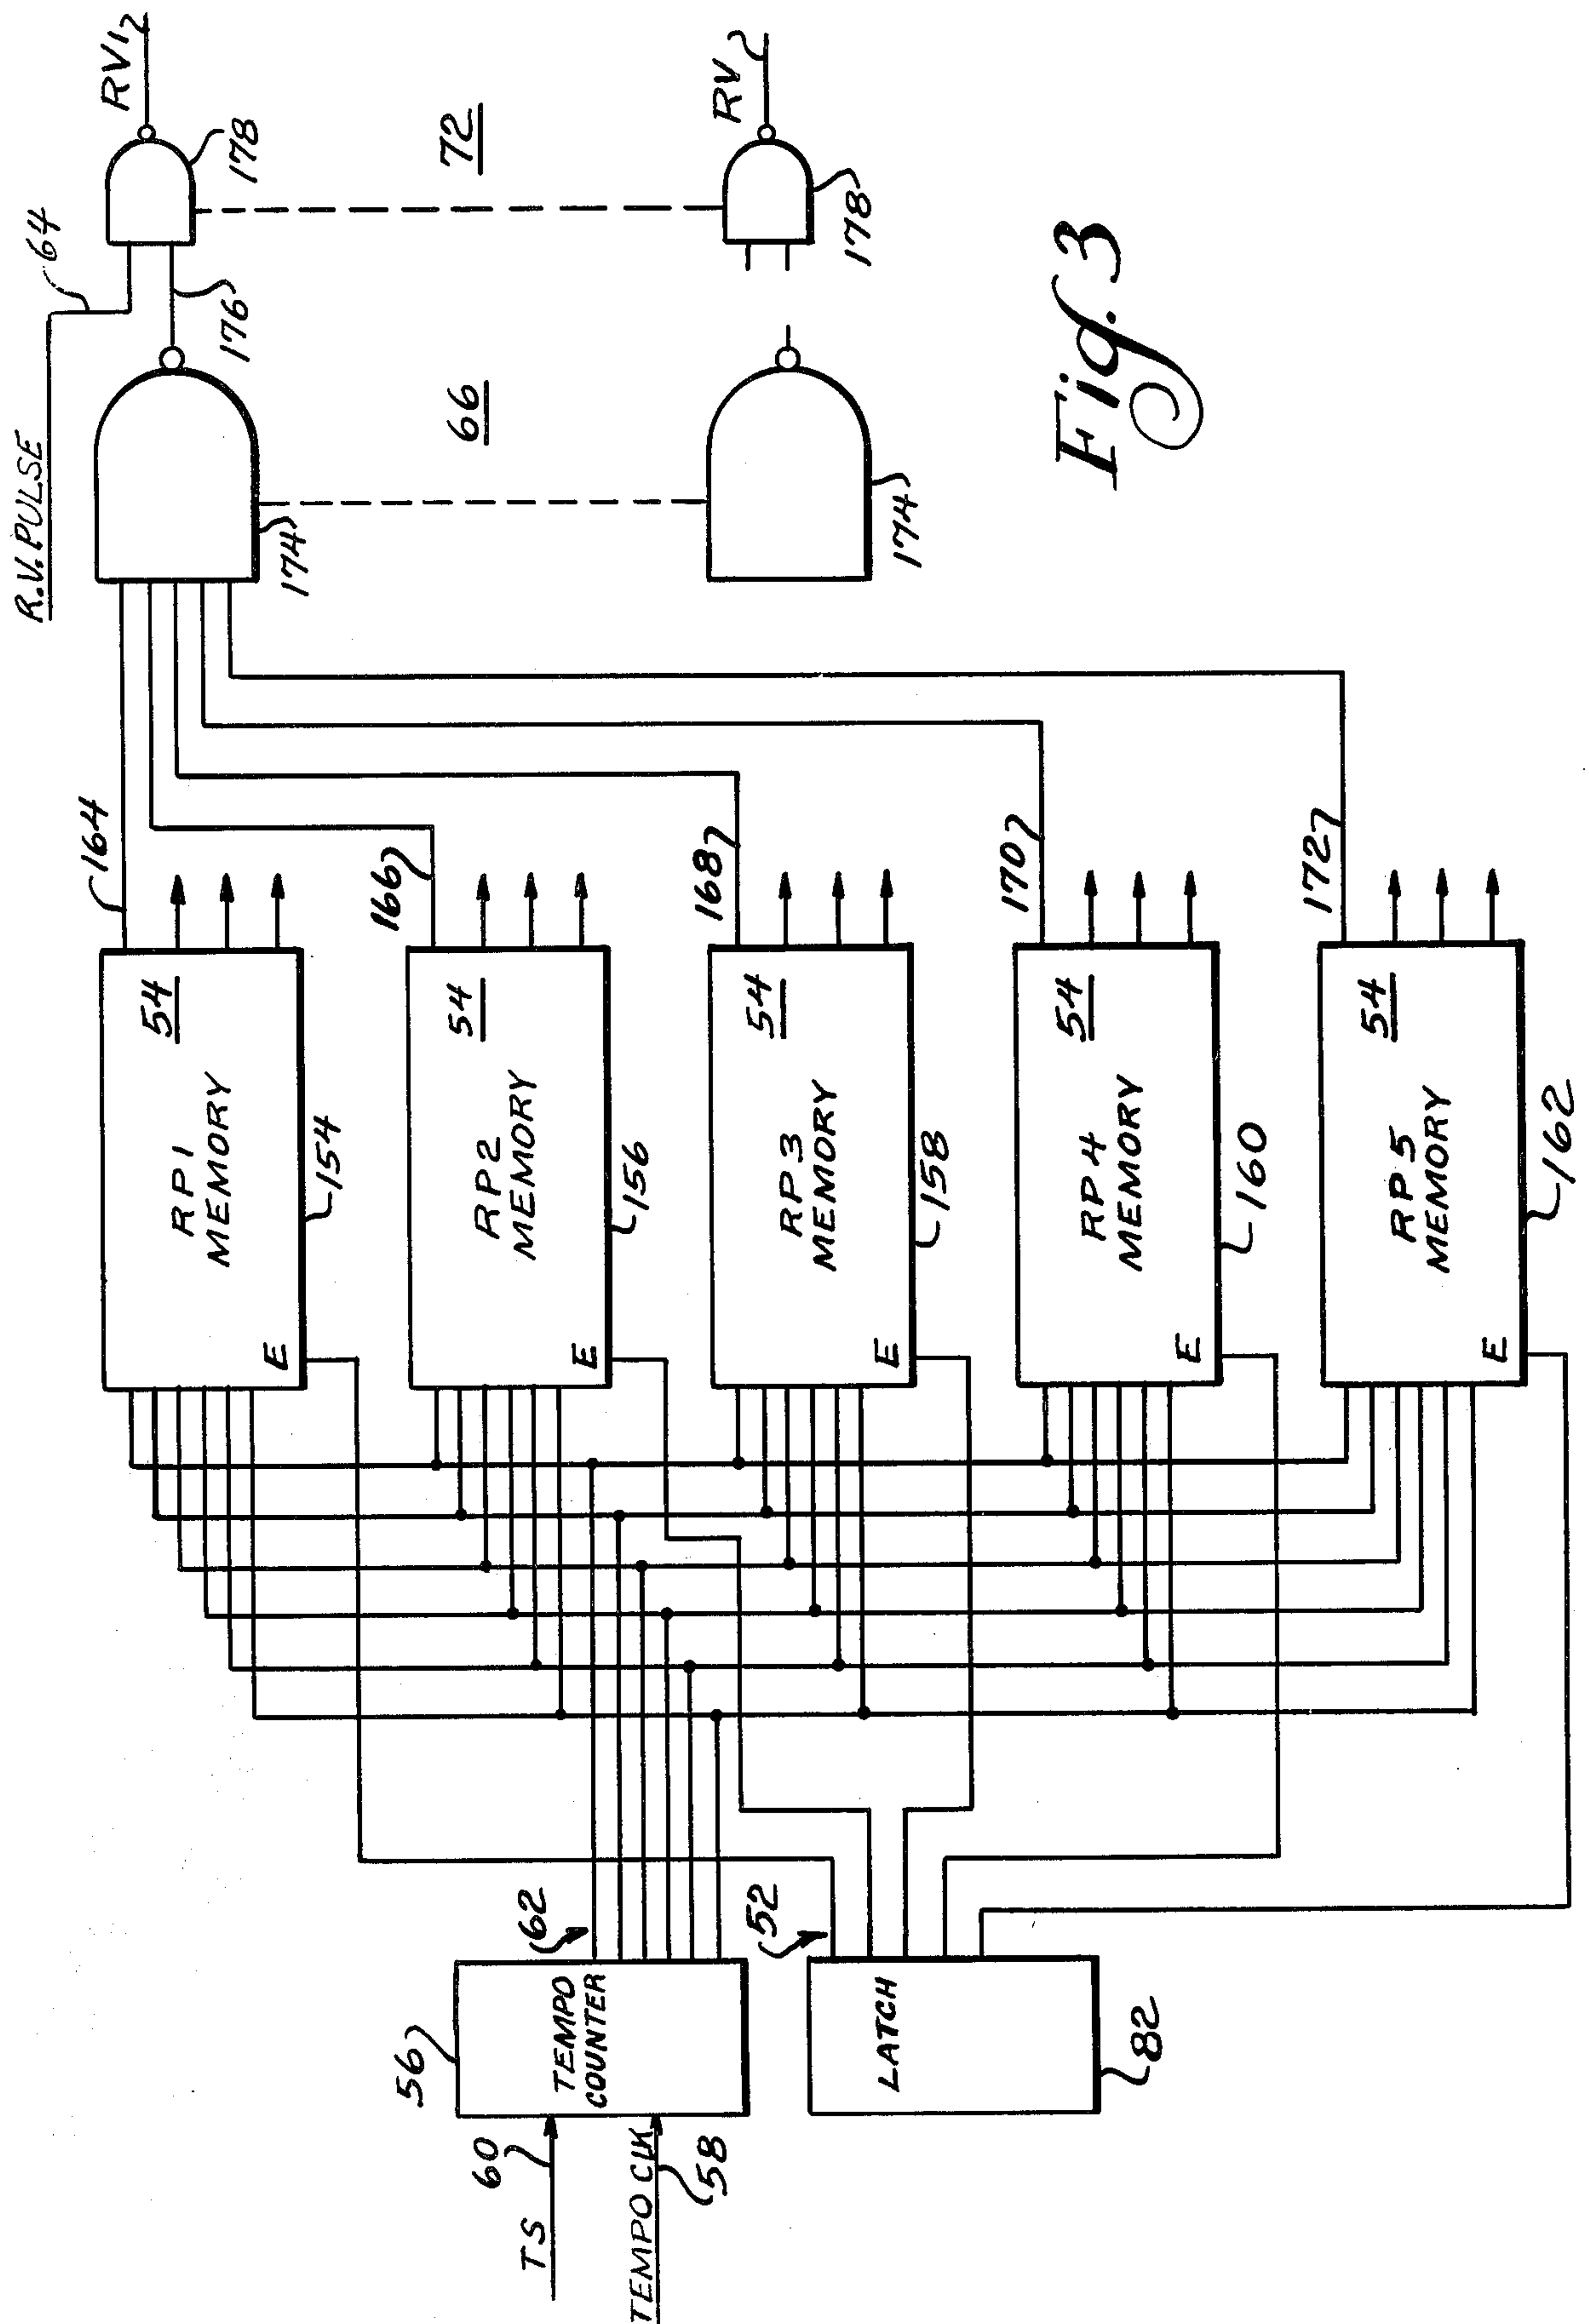 R.V. PULSE
64
RV1
178
176
174
66
72
RV
178
174
164
166
168
170
172
54
RP1
MEMORY
E
154
54
RP2
MEMORY
E
156
54
RP3
MEMORY
E
158
54
RP4
MEMORY
E
160
54
RP5
MEMORY
E
162
62
52
56
TEMPO
COUNTER
LATCH
82
60
TS
TEMPO CLK
58
Fig. 3